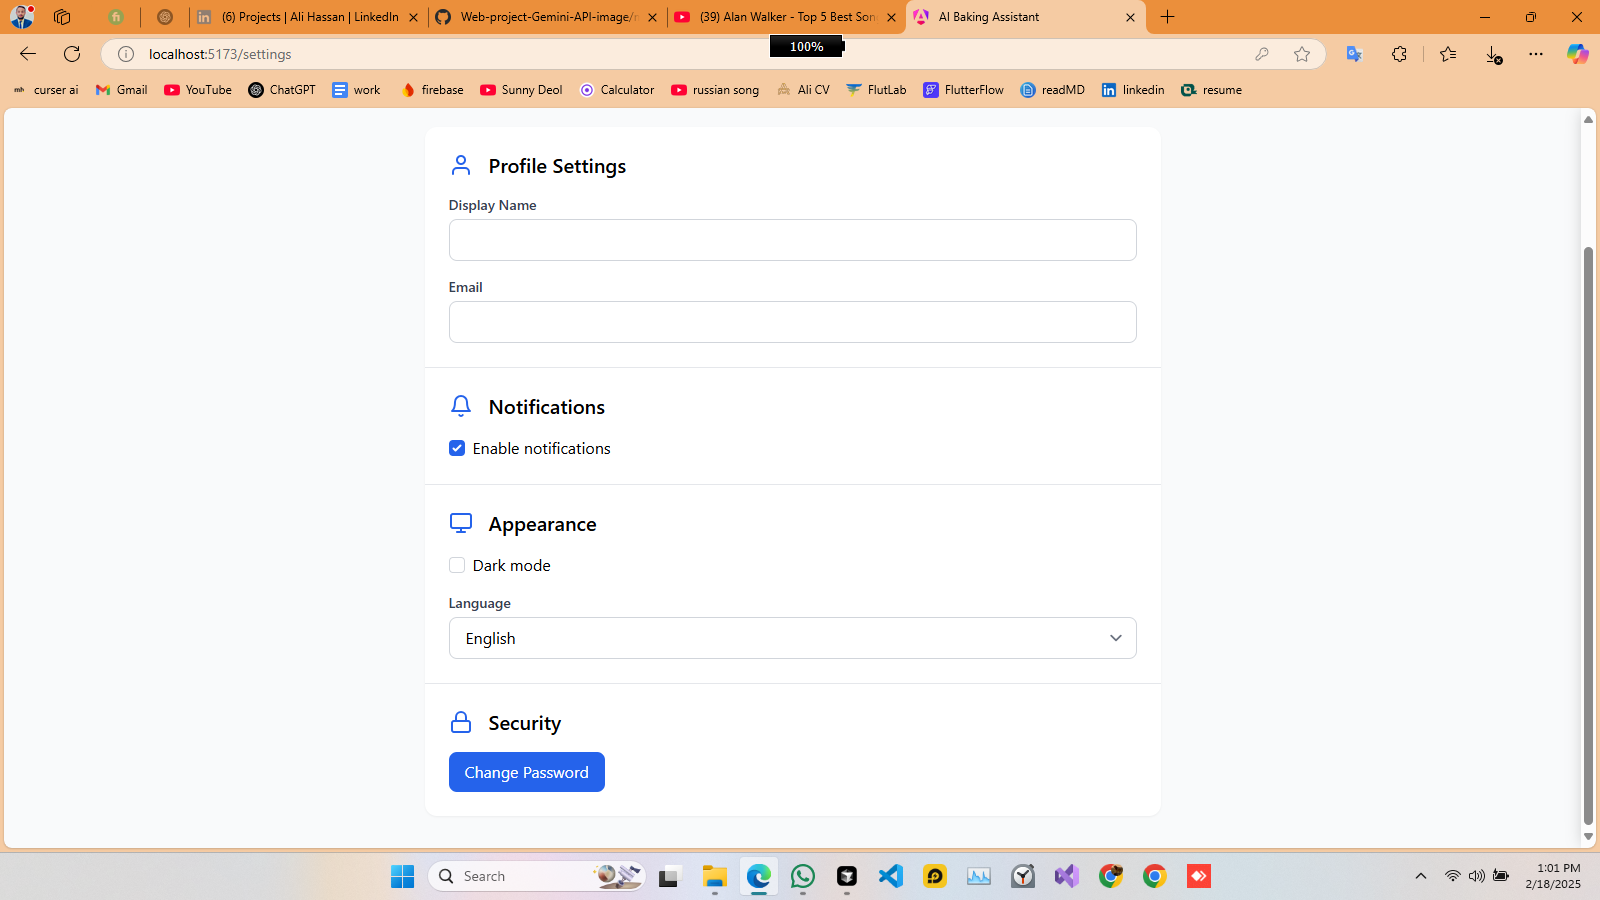 (6) Projects | Ali Hassan | LinkedIn
Web-project-Gemini-API-image/
(39) Alan Walker - Top 5 Best Son
AI Baking Assistant
100%
localhost:5173/settings
curser ai
Gmail
YouTube
ChatGPT
work
firebase
Sunny Deol
Calculator
russian song
Ali CV
FlutLab
FlutterFlow
readMD
linkedin
resume
Profile Settings
Display Name
Email
Notifications
Enable notifications
Appearance
Dark mode
Language
English
Security
Change Password
Search
1:01 PM
2/18/2025